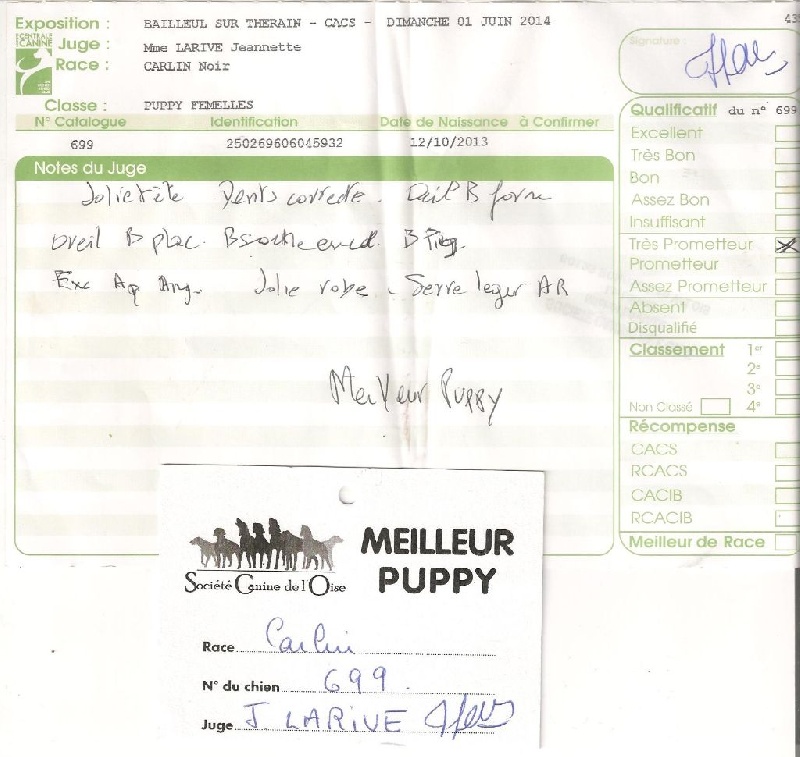 Exposition : BAILLEUL SUR THERAIN - CACS - DIMANCHE 01 JUIN 2014
CENTRALE CANINE
Juge : Mme LARIVE Jeannette
Race : CARLIN Noir
Classe : PUPPY FEMELLES
N° Catalogue Identification Date de Naissance à Confirmer
699 250269606045932 12/10/2013
Notes du Juge
Jolie tête Dents correcte. Oeil B form
oreil B plac. B
Exc Ap Ang. Jolie robe - Serre leger AR
Meilleur Puppy
43
Signature
Qualificatif du n° 699
Excellent
Très Bon
Bon
Assez Bon
Insuffisant
Très Prometteur X
Prometteur
Assez Prometteur
Absent
Disqualifié
Classement 1er
2e
3e
Non Classé 4e
Récompense
CACS
RCACS
CACIB
RCACIB
Meilleur de Race
Société Canine de l'Oise
MEILLEUR
PUPPY
Race Carlin
N° du chien 699
Juge J LARIVE